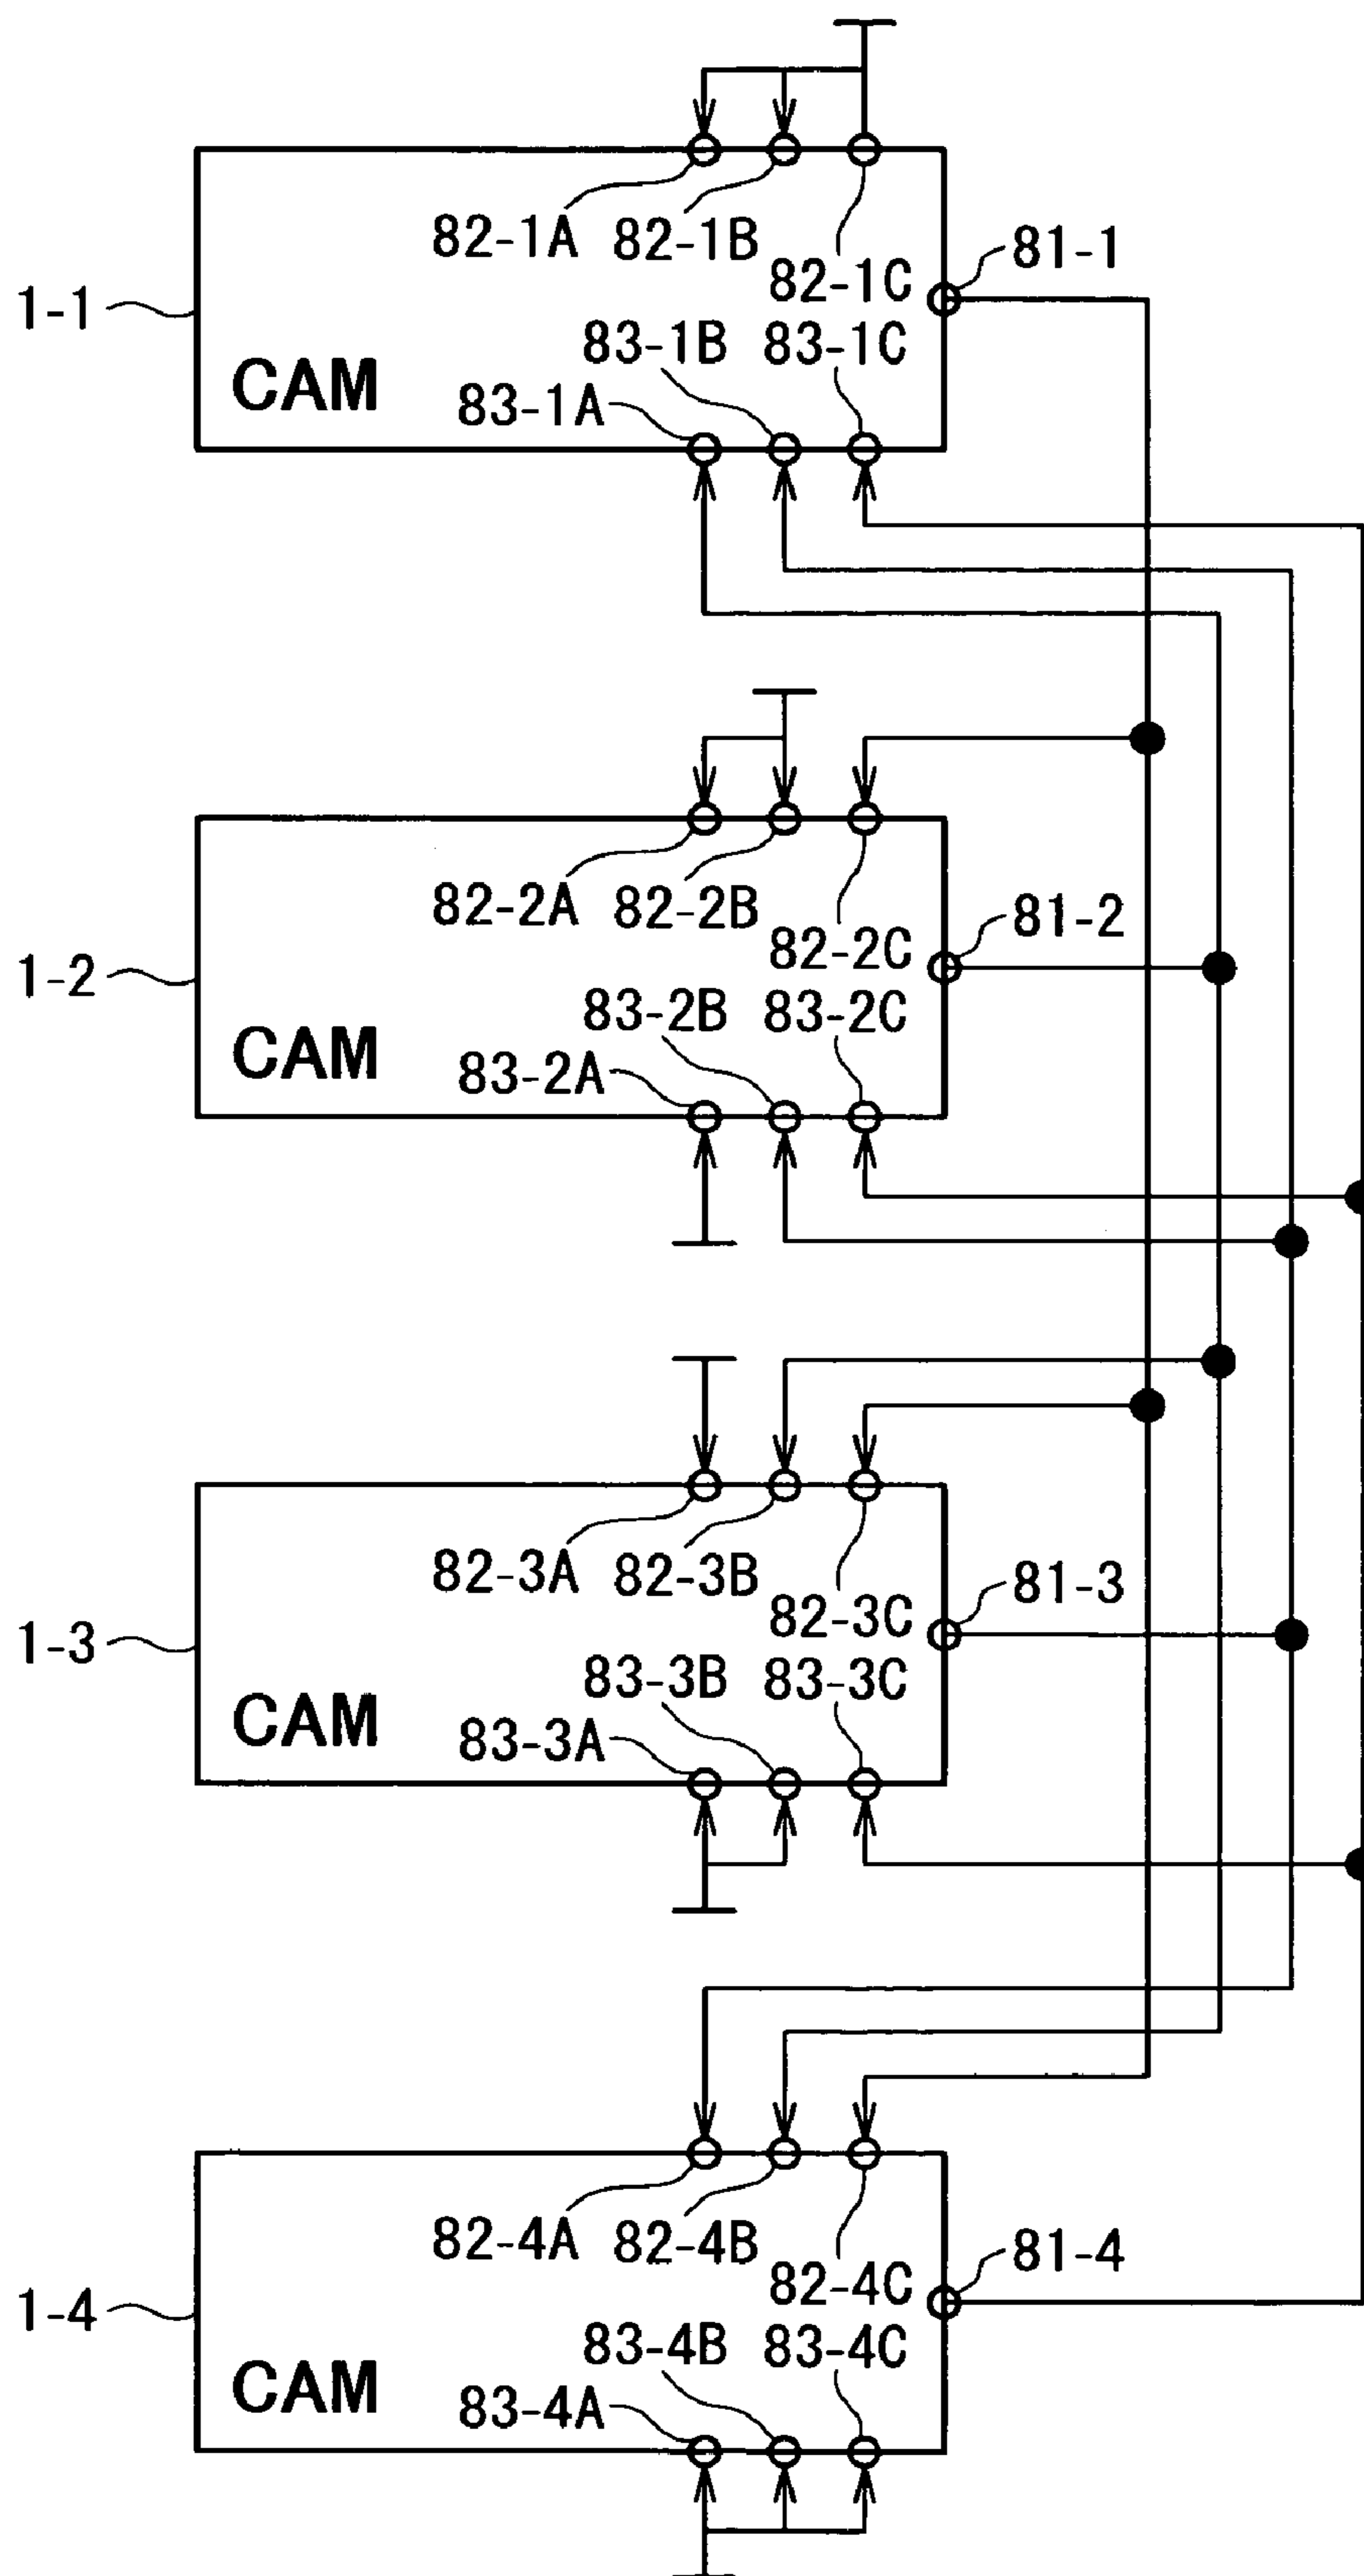 82-1A 82-1B
82-1C
81-1
1-1
83-1B 83-1C
CAM
83-1A
82-2A 82-2B
82-2C
81-2
1-2
83-2B 83-2C
CAM
83-2A
82-3A 82-3B
82-3C
81-3
1-3
83-3B 83-3C
CAM
83-3A
82-4A 82-4B
82-4C
81-4
1-4
83-4B 83-4C
CAM
83-4A